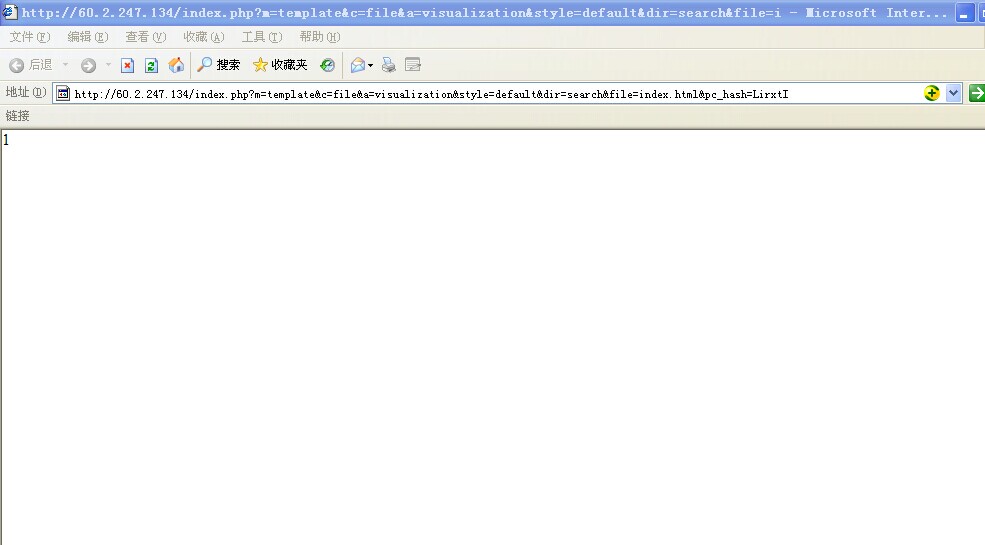 http://60.2.247.134/index.php?m=template&c=file&a=visualization&style=default&dir=search&file=i - Microsoft Inter...
文件(F) 编辑(E) 查看(V) 收藏(A) 工具(T) 帮助(H)
后退 搜索 收藏夹
地址(D) http://60.2.247.134/index.php?m=template&c=file&a=visualization&style=default&dir=search&file=index.html&pc_hash=LirxtI
链接
1